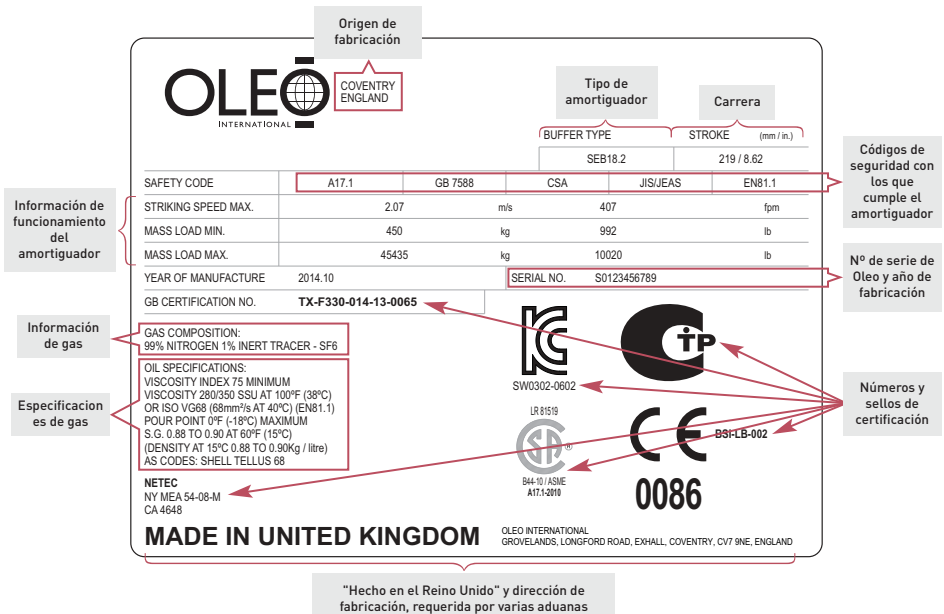 Origen de
fabricación
OLEO
INTERNATIONAL
COVENTRY
ENGLAND
Tipo de
amortiguador
Carrera
BUFFER TYPE STROKE (mm / in.)
SEB18.2 219 / 8.62
Códigos de
seguridad con
los que
cumple el
amortiguador
SAFETY CODE A17.1 GB 7588 CSA JIS/JEAS EN81.1
Información de
funcionamiento
del
amortiguador
STRIKING SPEED MAX. 2.07 m/s 407 fpm
MASS LOAD MIN. 450 kg 992 lb
MASS LOAD MAX. 45435 kg 10020 lb
YEAR OF MANUFACTURE 2014.10 SERIAL NO. S0123456789
Nº de serie de
Oleo y año de
fabricación
GB CERTIFICATION NO. TX-F330-014-13-0065
Información
de gas
GAS COMPOSITION:
99% NITROGEN 1% INERT TRACER - SF6
Especificacion
es de gas
OIL SPECIFICATIONS:
VISCOSITY INDEX 75 MINIMUM
VISCOSITY 280/350 SSU AT 100ºF (38ºC)
OR ISO VG68 (68mm²/s AT 40ºC) (EN81.1)
POUR POINT 0ºF (-18ºC) MAXIMUM
S.G. 0.88 TO 0.90 AT 60ºF (15ºC)
(DENSITY AT 15ºC 0.88 TO 0.90Kg / litre)
AS CODES: SHELL TELLUS 68
KC
SW0302-0602
CTP
LR 81519
CSA ®
B44-10 / ASME
A17.1-2010
CE BSI-LB-002
0086
Números y
sellos de
certificación
NETEC
NY MEA 54-08-M
CA 4648
MADE IN UNITED KINGDOM
OLEO INTERNATIONAL
GROVELANDS, LONGFORD ROAD, EXHALL, COVENTRY, CV7 9NE, ENGLAND
"Hecho en el Reino Unido" y dirección de
fabricación, requerida por varias aduanas